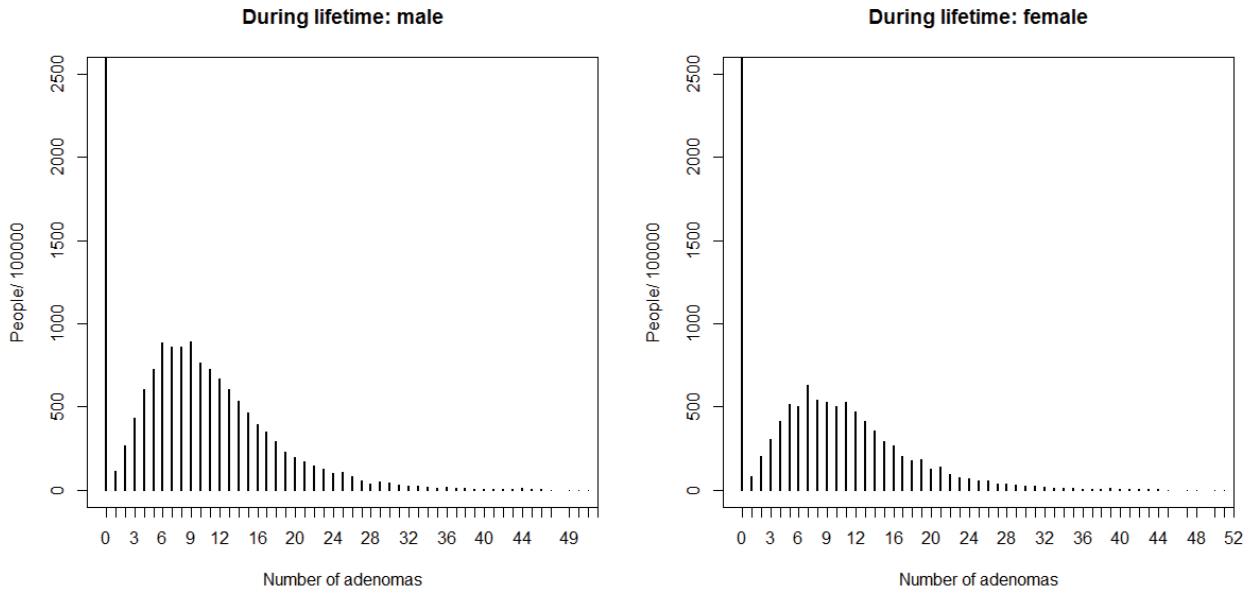 During lifetime: male
2500
2000
1500
1000
500
0
People/ 100000
0 3 6 9 12 16 20 24 28 32 36 40 44 49
Number of adenomas
During lifetime: female
2500
2000
1500
1000
500
0
People/ 100000
0 3 6 9 12 16 20 24 28 32 36 40 44 48 52
Number of adenomas